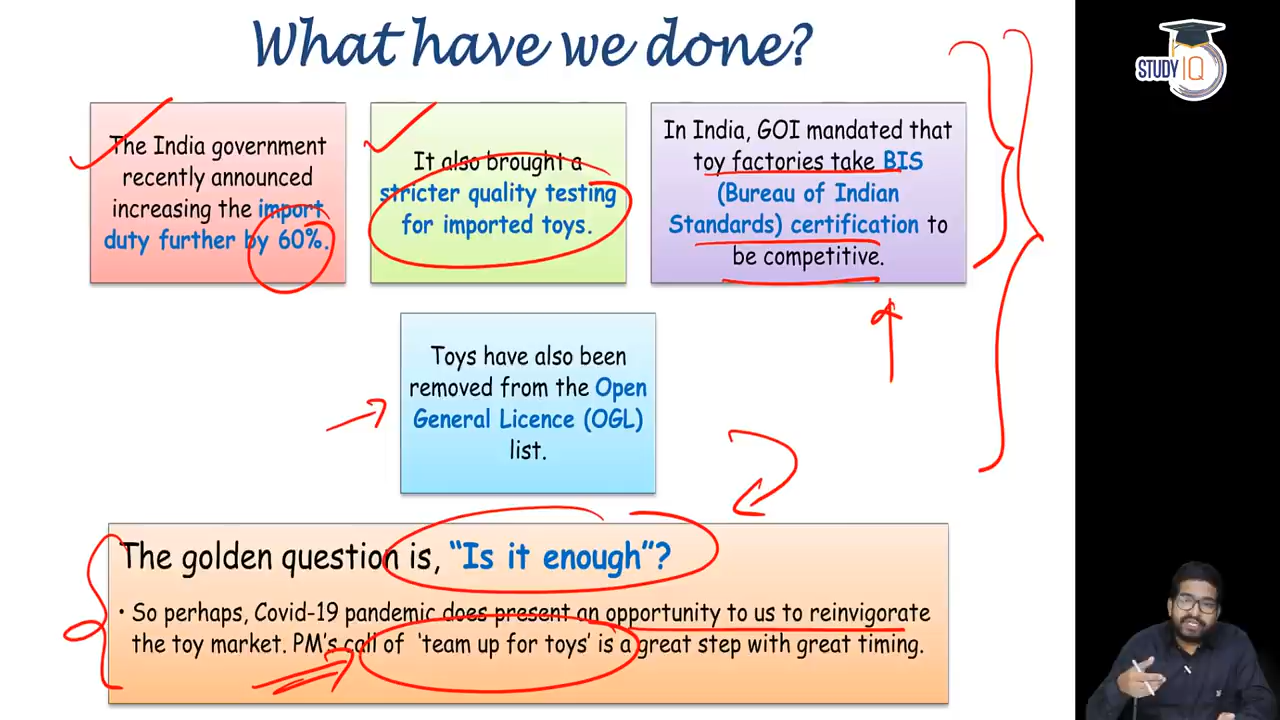 What have we done?
STUDY IQ
The India government
recently announced
increasing the import
duty further by 60%.
It also brought a
stricter quality testing
for imported toys.
In India, GOI mandated that
toy factories take BIS
(Bureau of Indian
Standards) certification to
be competitive.
Toys have also been
removed from the Open
General Licence (OGL)
list.
The golden question is, “Is it enough”?
• So perhaps, Covid-19 pandemic does present an opportunity to us to reinvigorate
the toy market. PM's call of 'team up for toys' is a great step with great timing.